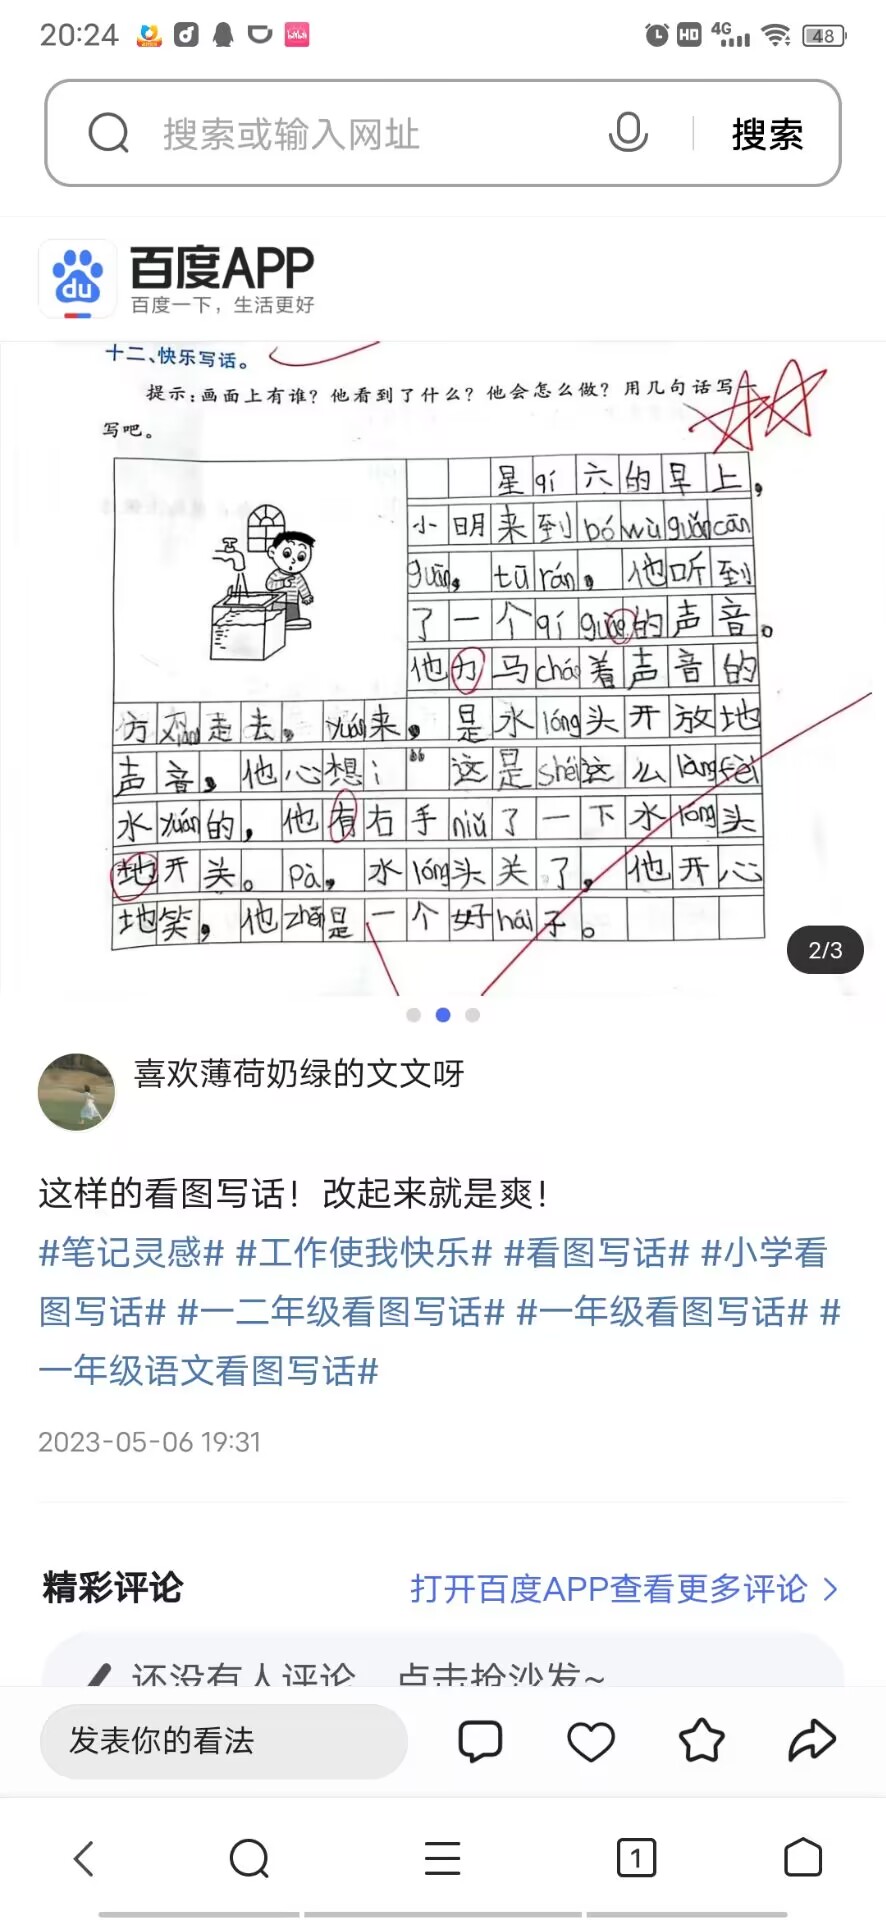 20:24
HD 4G 48
搜索或输入网址 搜索
du
百度APP
百度一下，生活更好
十二、快乐写话。
提示：画面上有谁？他看到了什么？他会怎么做？用几句话写一
写吧。
星qí六的早上，
小明来到bówùguǎncān
guān。tūrán，他听到
了一个qíguài的声音。
他力马cháo着声音的
方xiàng走去。yuán来，是水lóng头开放地
声音，他心想：“这是shéi这么làngfèi
水yuán的，他有右手niǔ了一下水lóng头
地开关。pà，水lóng头关了，他开心
地笑，他zhēn是一个好hái子。
2/3
喜欢薄荷奶绿的文文呀
这样的看图写话！改起来就是爽！
#笔记灵感# #工作使我快乐# #看图写话# #小学看
图写话# #一二年级看图写话# #一年级看图写话# #
一年级语文看图写话#
2023-05-06 19:31
精彩评论 打开百度APP查看更多评论
还没有人评论，点击抢沙发~
发表你的看法
1